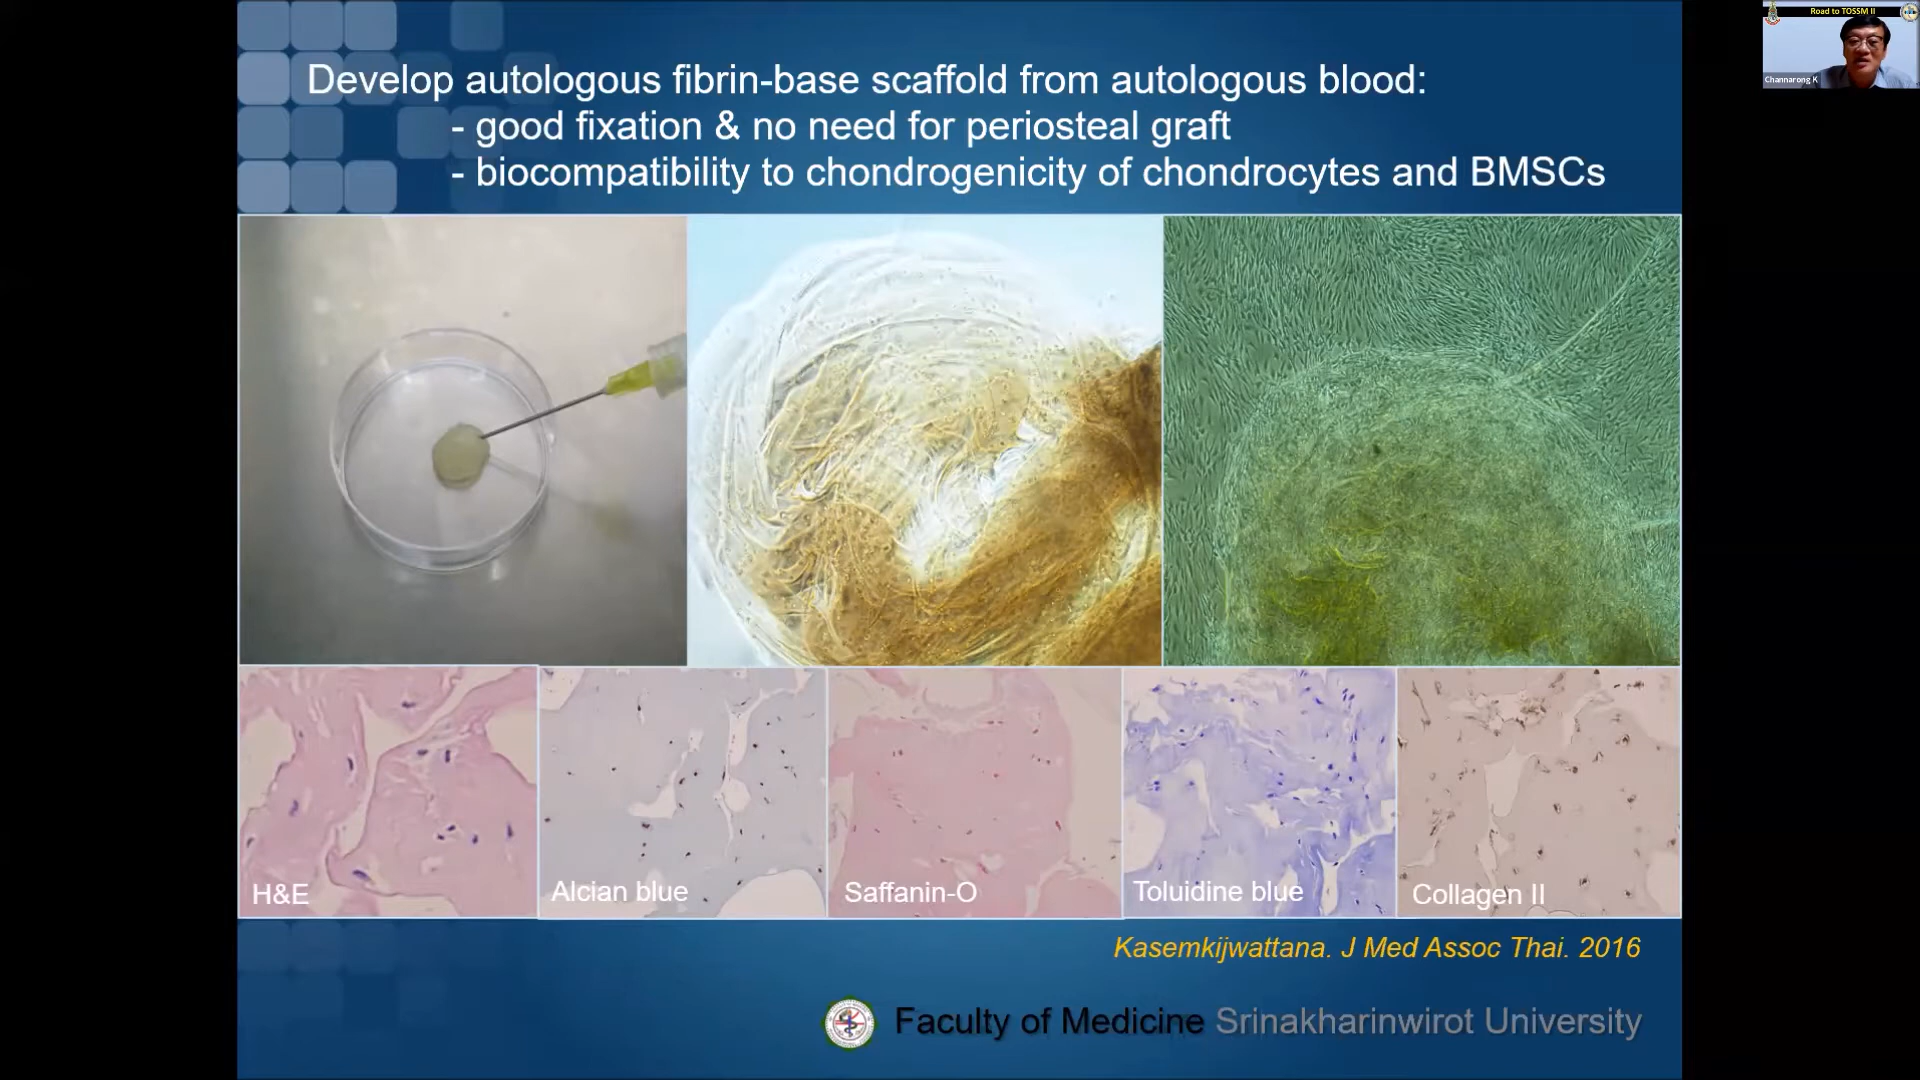 Develop autologous fibrin-base scaffold from autologous blood:
- good fixation & no need for periosteal graft
- biocompatibility to chondrogenicity of chondrocytes and BMSCs
H&E
Alcian blue
Saffanin-O
Toluidine blue
Collagen II
Kasemkijwattana. J Med Assoc Thai. 2016
Faculty of Medicine Srinakharinwirot University
Road to TOSSM II
Channarong K